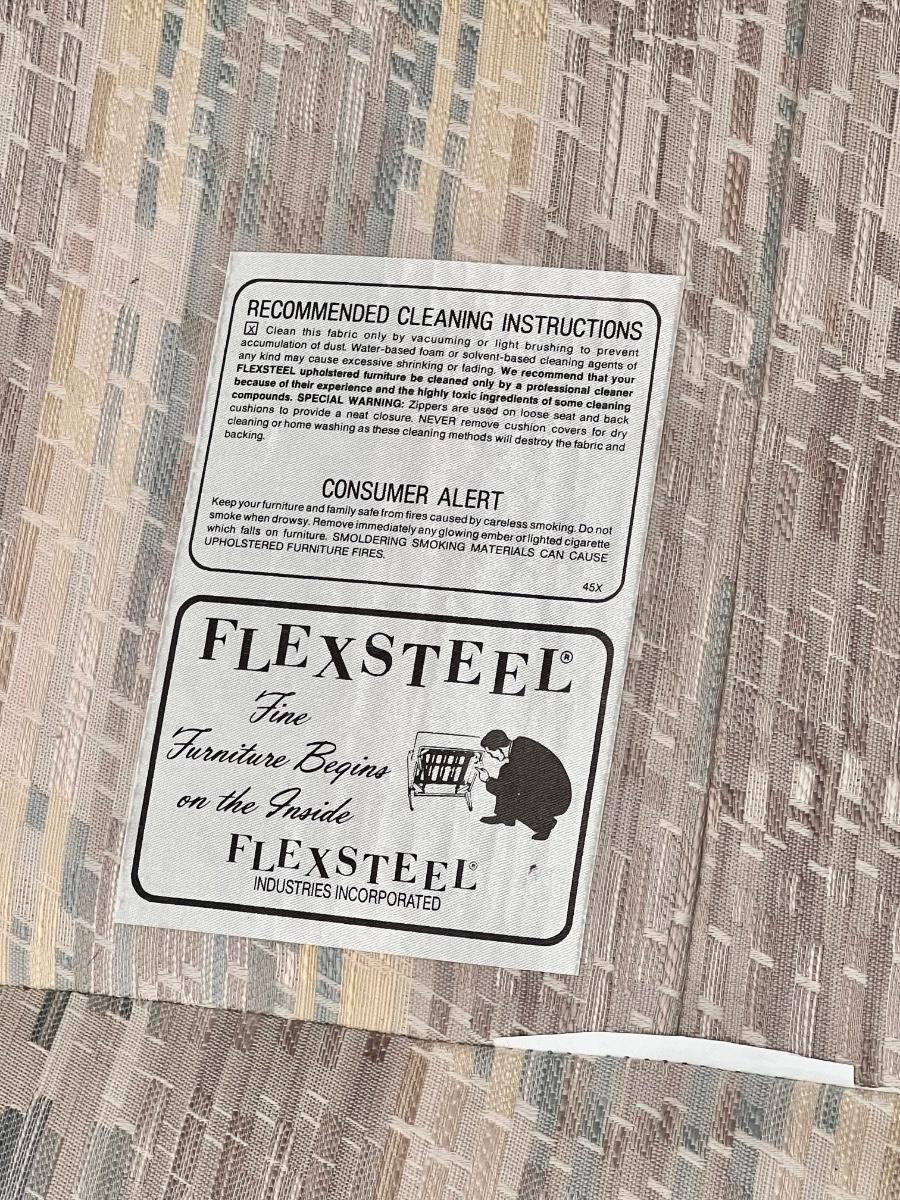 RECOMMENDED CLEANING INSTRUCTIONS
[X] Clean this fabric only by vacuuming or light brushing to prevent
accumulation of dust. Water-based foam or solvent-based cleaning agents of
any kind may cause excessive shrinking or fading. We recommend that your
FLEXSTEEL upholstered furniture be cleaned only by a professional cleaner
because of their experience and the highly toxic ingredients of some cleaning
compounds. SPECIAL WARNING: Zippers are used on loose seat and back
cushions to provide a neat closure. NEVER remove cushion covers for dry
cleaning or home washing as these cleaning methods will destroy the fabric and
backing.
CONSUMER ALERT
Keep your furniture and family safe from fires caused by careless smoking. Do not
smoke when drowsy. Remove immediately any glowing ember or lighted cigarette
which falls on furniture. SMOLDERING SMOKING MATERIALS CAN CAUSE
UPHOLSTERED FURNITURE FIRES.
45X
FLEXSTEEL®
Fine
Furniture Begins
on the Inside
FLEXSTEEL®
INDUSTRIES INCORPORATED